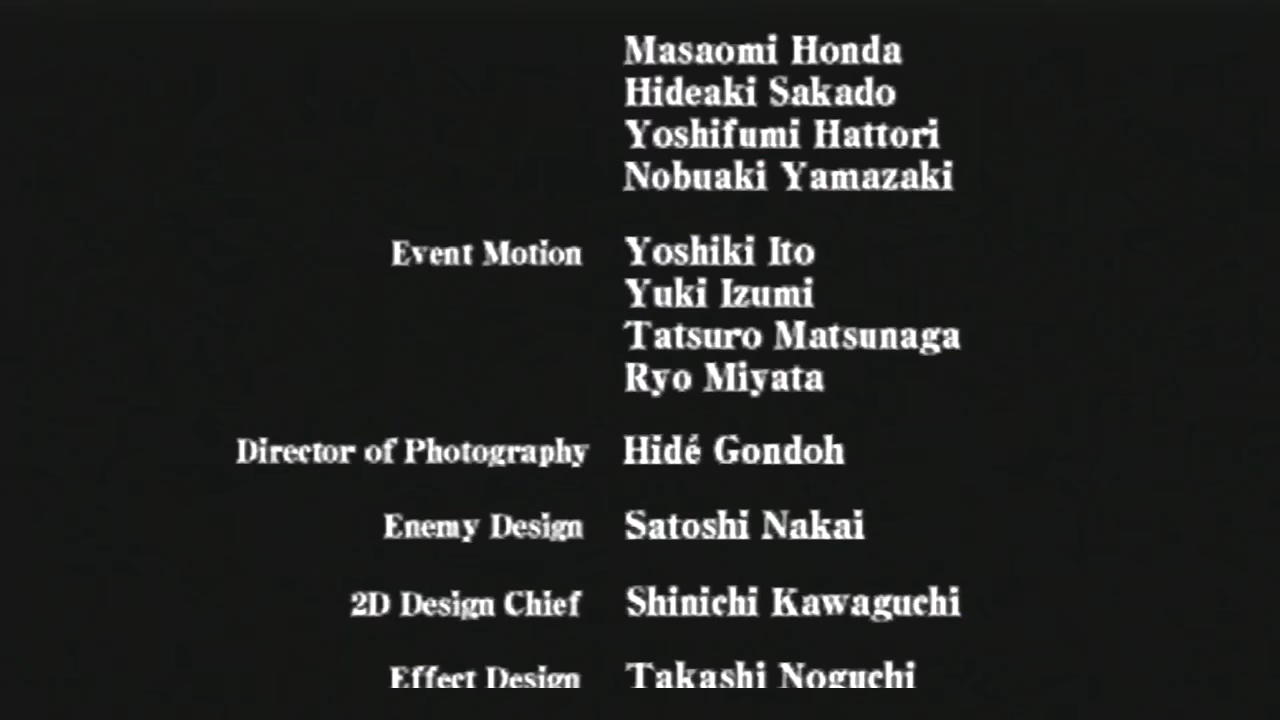 Masaomi Honda
Hideaki Sakado
Yoshifumi Hattori
Nobuaki Yamazaki
Event Motion Yoshiki Ito
Yuki Izumi
Tatsuro Matsunaga
Ryo Miyata
Director of Photography Hidé Gondoh
Enemy Design Satoshi Nakai
2D Design Chief Shinichi Kawaguchi
Effect Design Takashi Noguchi